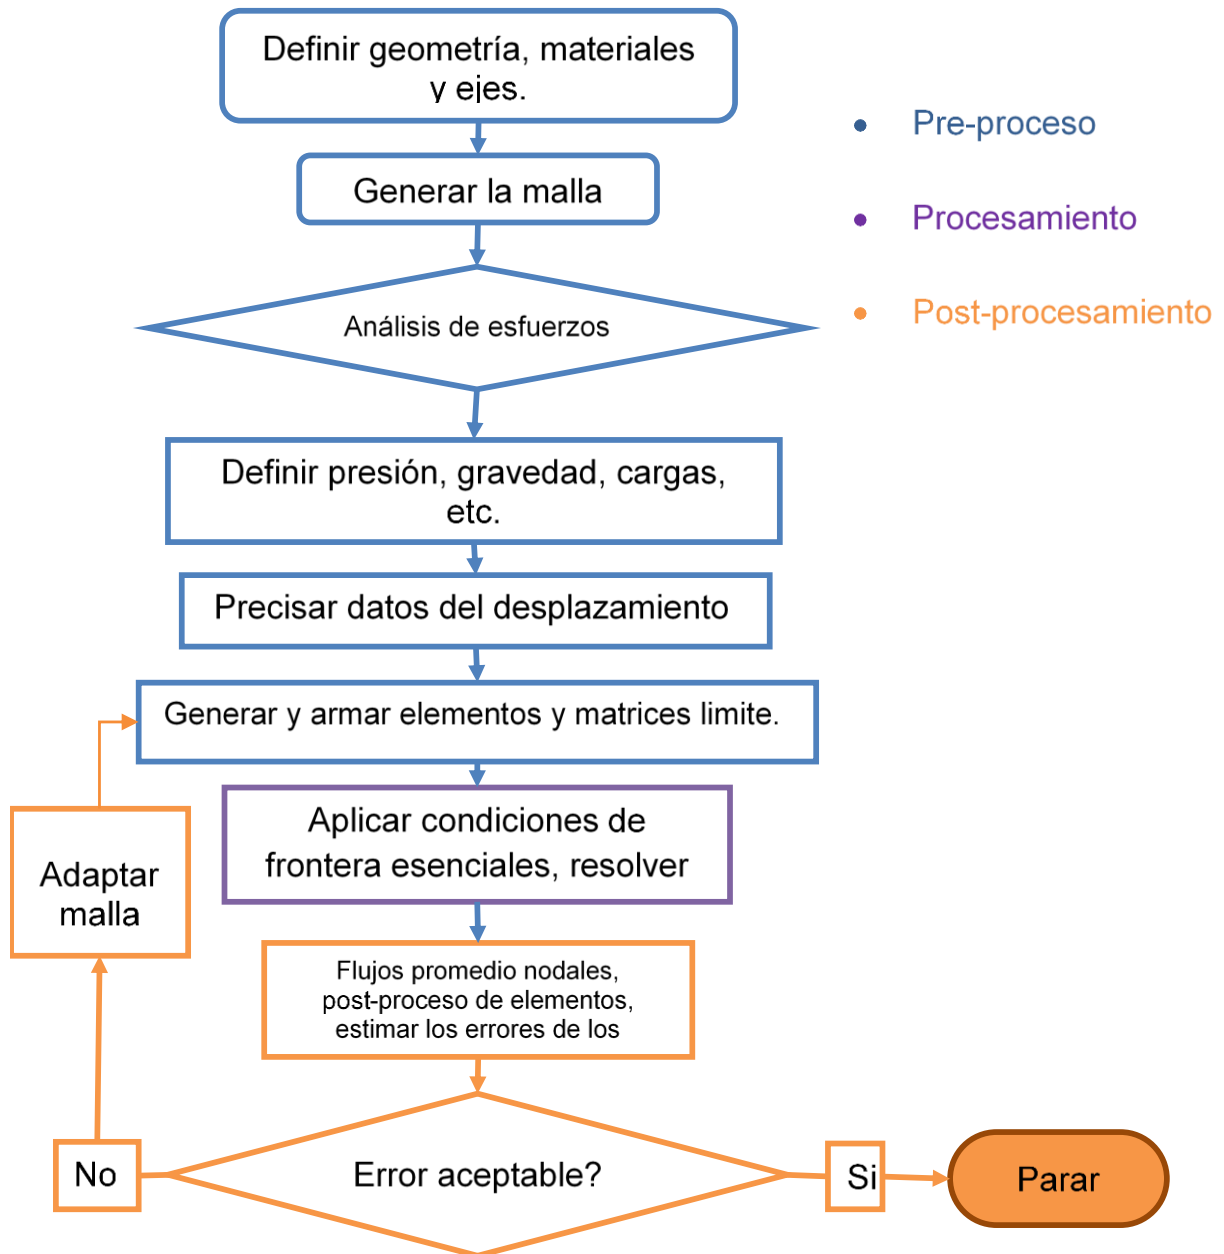 Definir geometría, materiales
y ejes.
Pre-proceso
Generar la malla
Procesamiento
Análisis de esfuerzos
Post-procesamiento
Definir presión, gravedad, cargas,
etc.
Precisar datos del desplazamiento
Generar y armar elementos y matrices limite.
Aplicar condiciones de
frontera esenciales, resolver
Adaptar
malla
Flujos promedio nodales,
post-proceso de elementos,
estimar los errores de los
No
Error aceptable?
Si
Parar